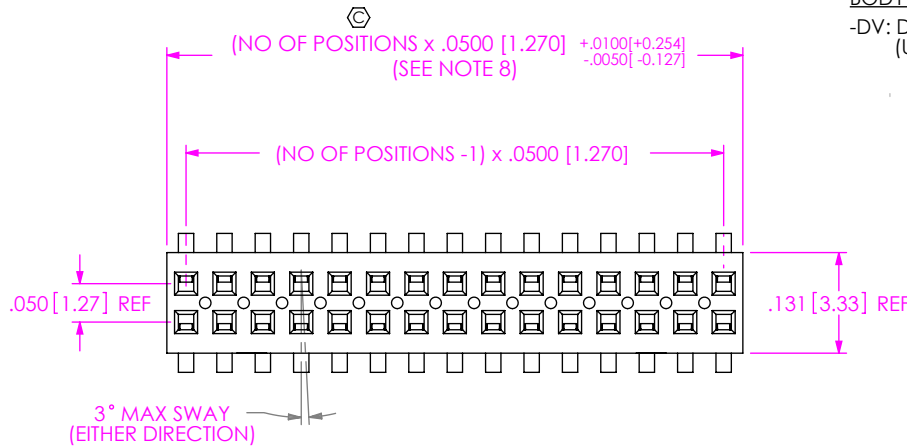 BODY
C
-DV: D
(U
(NO OF POSITIONS x .0500 [1.270] +.0100[+0.254]
-.0050[ -0.127]
(SEE NOTE 8)
(NO OF POSITIONS -1) x .0500 [1.270]
.050 [1.27] REF
.131 [3.33] REF
3° MAX SWAY
(EITHER DIRECTION)